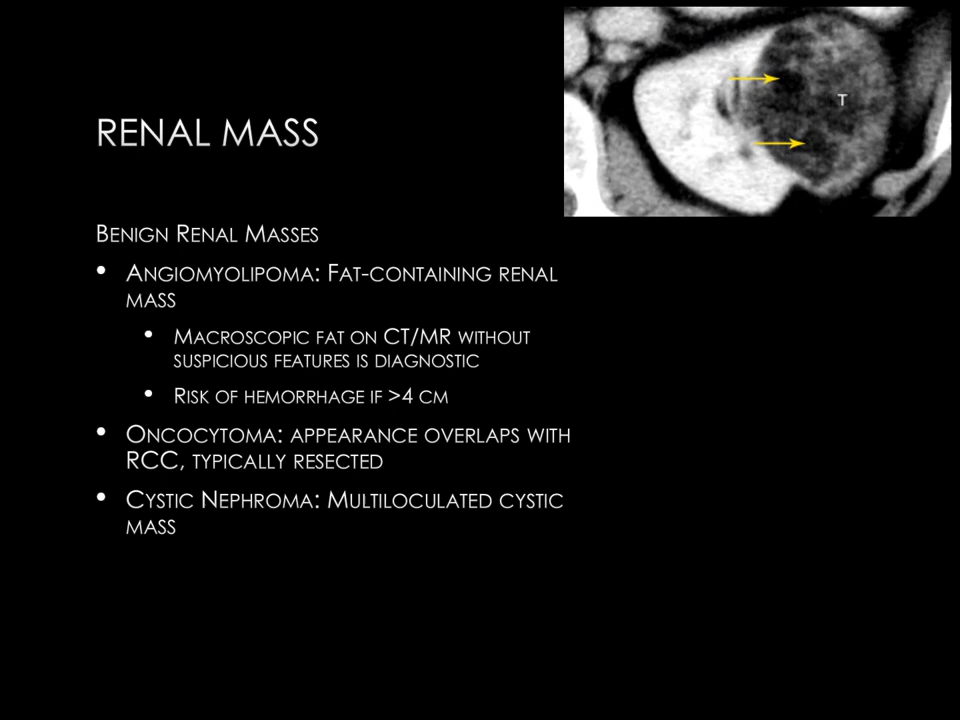 RENAL MASS
T
BENIGN RENAL MASSES
• ANGIOMYOLIPOMA: FAT-CONTAINING RENAL
MASS
• MACROSCOPIC FAT ON CT/MR WITHOUT
SUSPICIOUS FEATURES IS DIAGNOSTIC
• RISK OF HEMORRHAGE IF >4 CM
• ONCOCYTOMA: APPEARANCE OVERLAPS WITH
RCC, TYPICALLY RESECTED
• CYSTIC NEPHROMA: MULTILOCULATED CYSTIC
MASS